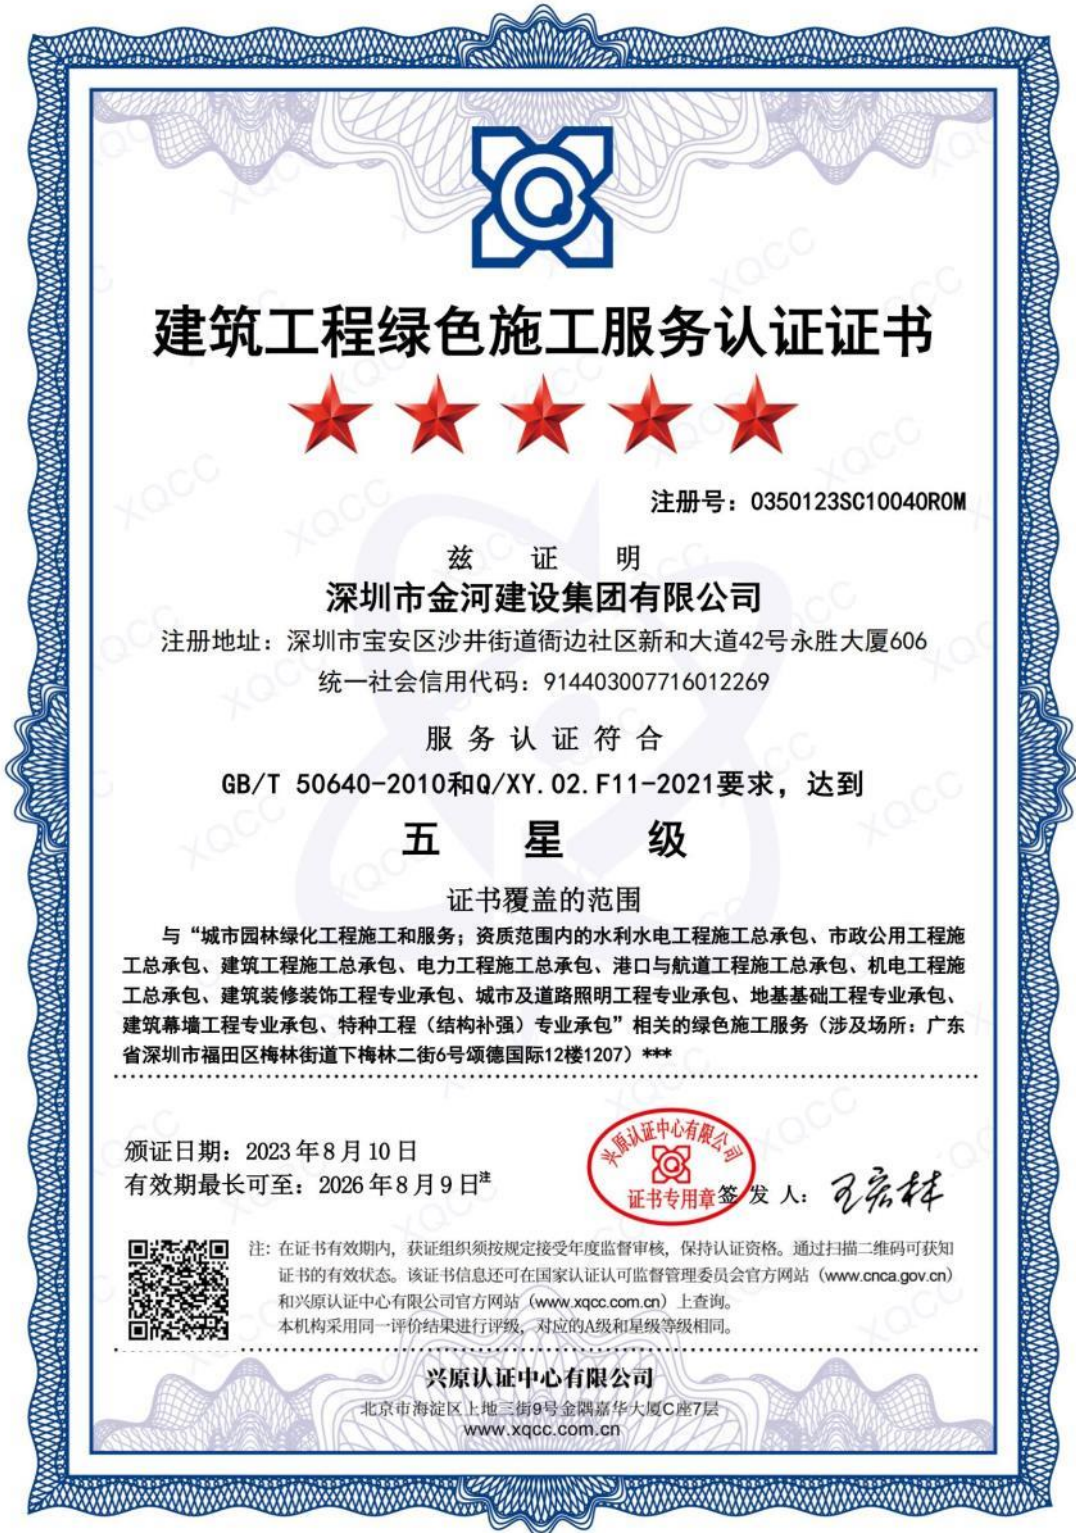 建筑工程绿色施工服务认证证书
注册号：0350123SC10040R0M
兹证明
深圳市金河建设集团有限公司
注册地址：深圳市宝安区沙井街道衙边社区新和大道42号永胜大厦606
统一社会信用代码：914403007716012269
服务认证符合
GB/T 50640-2010和Q/XY.02.F11-2021要求，达到
五星级
证书覆盖的范围
与“城市园林绿化工程施工和服务；资质范围内的水利水电工程施工总承包、市政公用工程施
工总承包、建筑工程施工总承包、电力工程施工总承包、港口与航道工程施工总承包、机电工程施
工总承包、建筑装修装饰工程专业承包、城市及道路照明工程专业承包、地基基础工程专业承包、
建筑幕墙工程专业承包、特种工程（结构补强）专业承包”相关的绿色施工服务（涉及场所：广东
省深圳市福田区梅林街道下梅林二街6号颂德国际12楼1207）***
颁证日期：2023年8月10日
有效期最长可至：2026年8月9日注
兴原认证中心有限公司
证书专用章
签发人：王宏林
注：在证书有效期内，获证组织须按规定接受年度监督审核，保持认证资格。通过扫描二维码可获知
证书的有效状态。该证书信息还可在国家认证认可监督管理委员会官方网站（www.cnca.gov.cn）
和兴原认证中心有限公司官方网站（www.xqcc.com.cn）上查询。
本机构采用同一评价结果进行评级，对应的A级和星级等级相同。
兴原认证中心有限公司
北京市海淀区上地三街9号金隅嘉华大厦C座7层
www.xqcc.com.cn